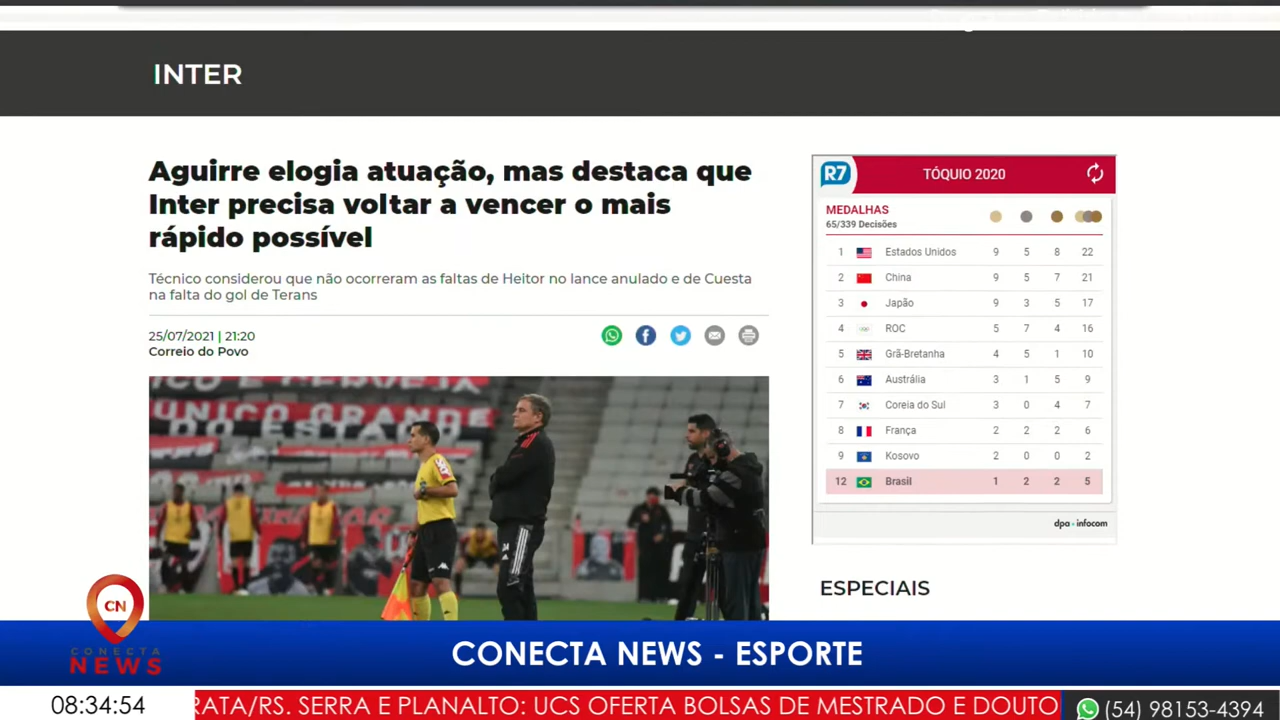 INTER
Aguirre elogia atuação, mas destaca que
Inter precisa voltar a vencer o mais
rápido possível
Técnico considerou que não ocorreram as faltas de Heitor no lance anulado e de Cuesta
na falta do gol de Terans
25/07/2021 | 21:20
Correio do Povo
UNICO GRANDE
DO ESTADO
R7 TÓQUIO 2020
MEDALHAS
65/339 Decisões
1 Estados Unidos 9 5 8 22
2 China 9 5 7 21
3 Japão 9 3 5 17
4 ROC 5 7 4 16
5 Grã-Bretanha 4 5 1 10
6 Austrália 3 1 5 9
7 Coreia do Sul 3 0 4 7
8 França 2 2 2 6
9 Kosovo 2 0 0 2
12 Brasil 1 2 2 5
dpa•infocom
ESPECIAIS
CN
CONECTA
NEWS
CONECTA NEWS - ESPORTE
08:34:54
RATA/RS. SERRA E PLANALTO: UCS OFERTA BOLSAS DE MESTRADO E DOUTO
(54) 98153-4394